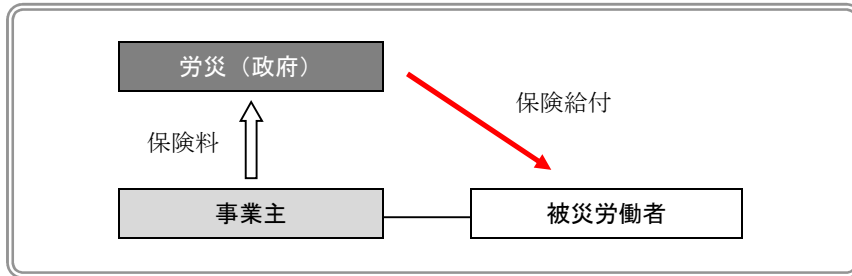 労災（政府）
保険給付
保険料
事業主
被災労働者